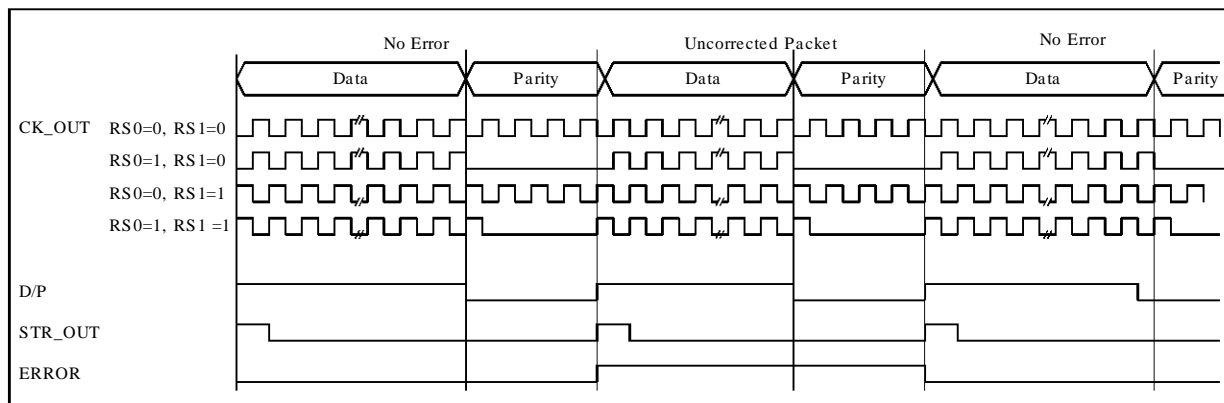 No Error Uncorrected Packet No Error
Data Parity Data Parity Data Parity
CK_OUT RS0=0, RS1=0
RS0=1, RS1=0
RS0=0, RS1=1
RS0=1, RS1 =1
D/P
STR_OUT
ERROR